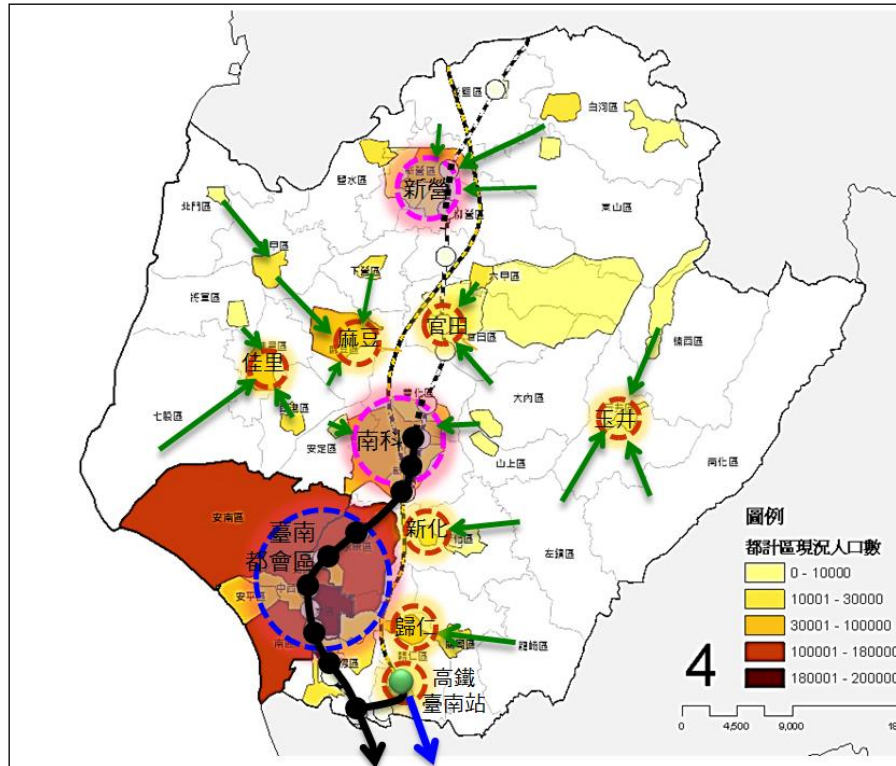 白河區
鹽水區
新營
東山區
北門區
下營區
六甲區
將軍區
麻豆
官田
佳里
楠西區
七股區
大內區
玉井
南科
安定區
山上區
南化區
安南區
臺南
都會區
新化
左鎮區
安平區
歸仁
龍崎區
高鐵
臺南站
圖例
都計區現況人口數
0 - 10000
10001 - 30000
30001 - 100000
100001 - 180000
180001 - 200000
4
0
4,500
9,000